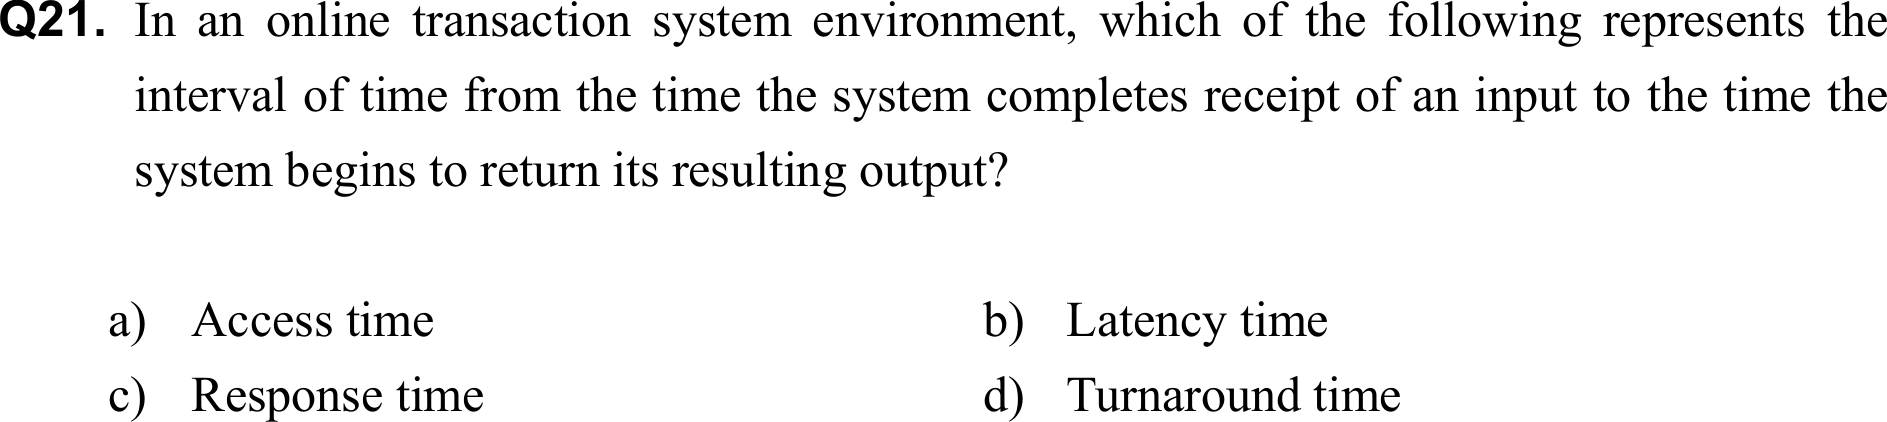 Q21. In an online transaction system environment, which of the following represents the
interval of time from the time the system completes receipt of an input to the time the
system begins to return its resulting output?
a) Access time b) Latency time
c) Response time d) Turnaround time